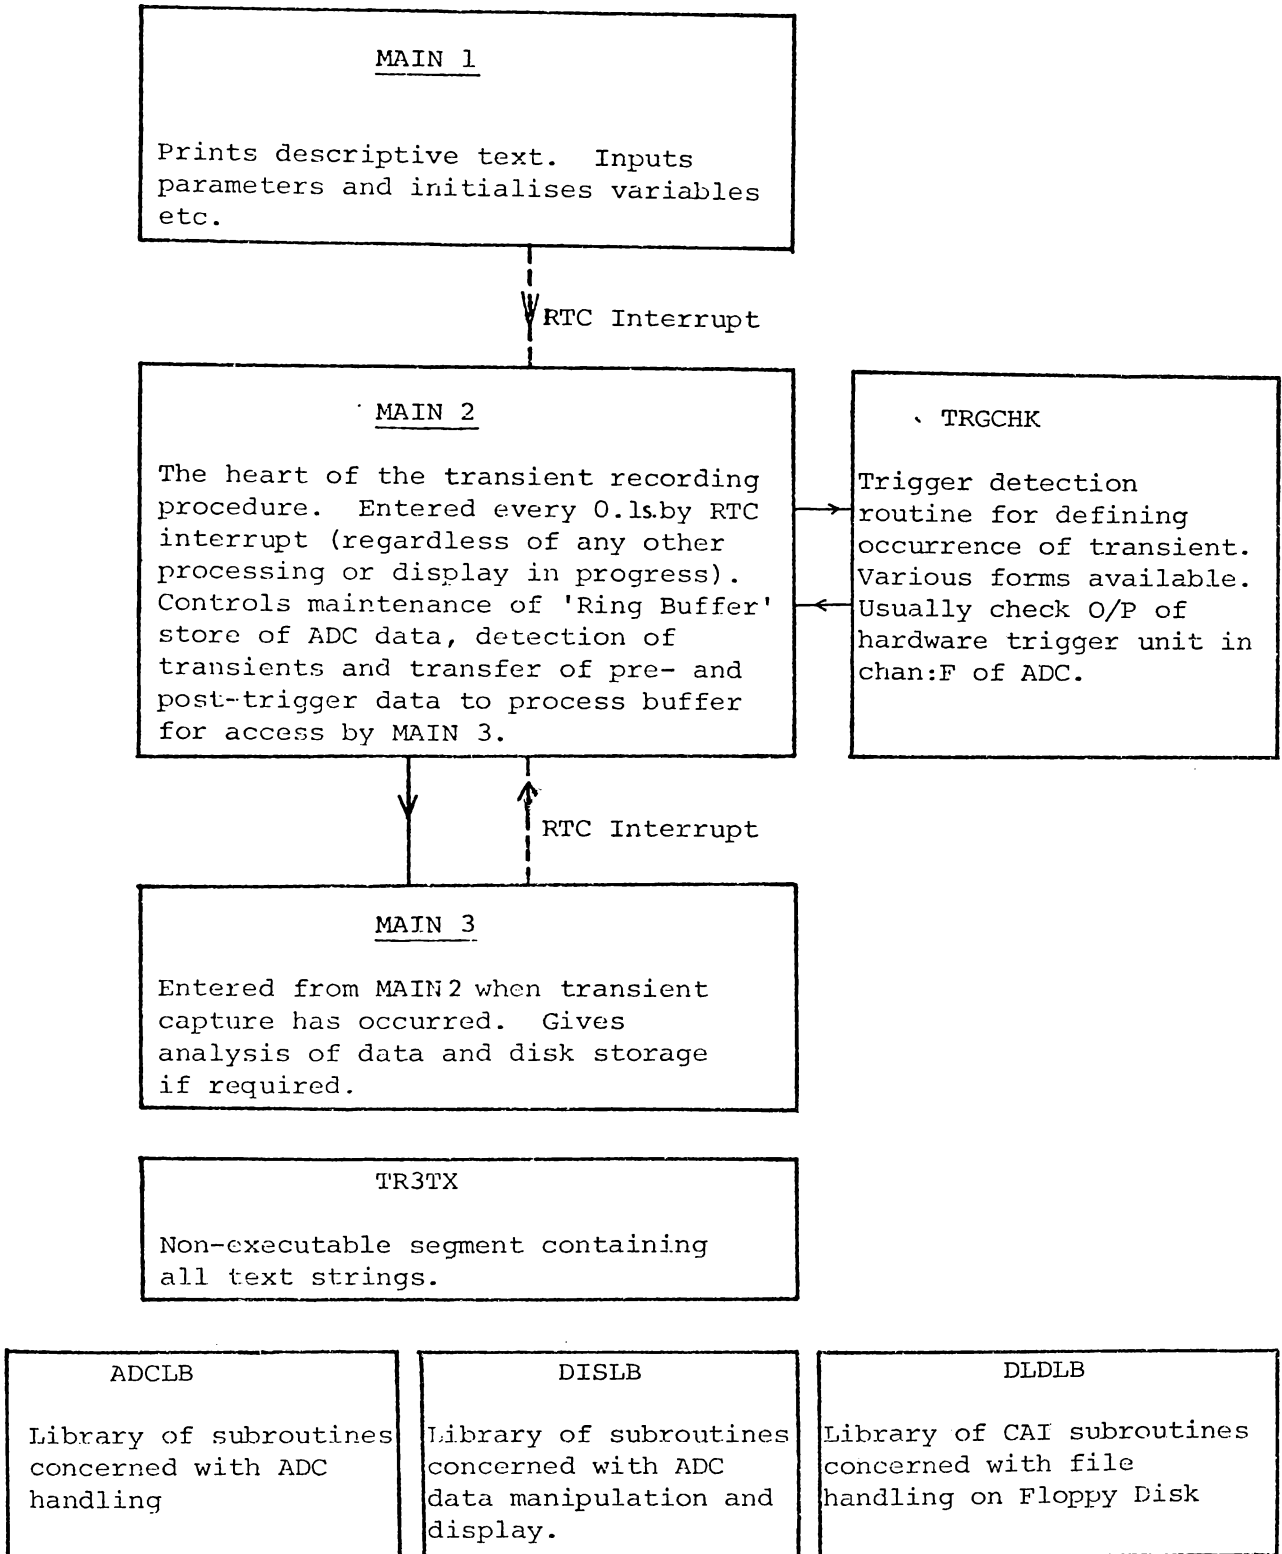 MAIN 1
Prints descriptive text. Inputs
parameters and initialises variables
etc.
RTC Interrupt
MAIN 2
The heart of the transient recording
procedure. Entered every 0.1s.by RTC
interrupt (regardless of any other
processing or display in progress).
Controls maintenance of 'Ring Buffer'
store of ADC data, detection of
transients and transfer of pre- and
post-trigger data to process buffer
for access by MAIN 3.
TRGCHK
Trigger detection
routine for defining
occurrence of transient.
Various forms available.
Usually check O/P of
hardware trigger unit in
chan:F of ADC.
RTC Interrupt
MAIN 3
Entered from MAIN 2 when transient
capture has occurred. Gives
analysis of data and disk storage
if required.
TR3TX
Non-executable segment containing
all text strings.
ADCLB
Library of subroutines
concerned with ADC
handling
DISLB
Library of subroutines
concerned with ADC
data manipulation and
display.
DLDLB
Library of CAI subroutines
concerned with file
handling on Floppy Disk